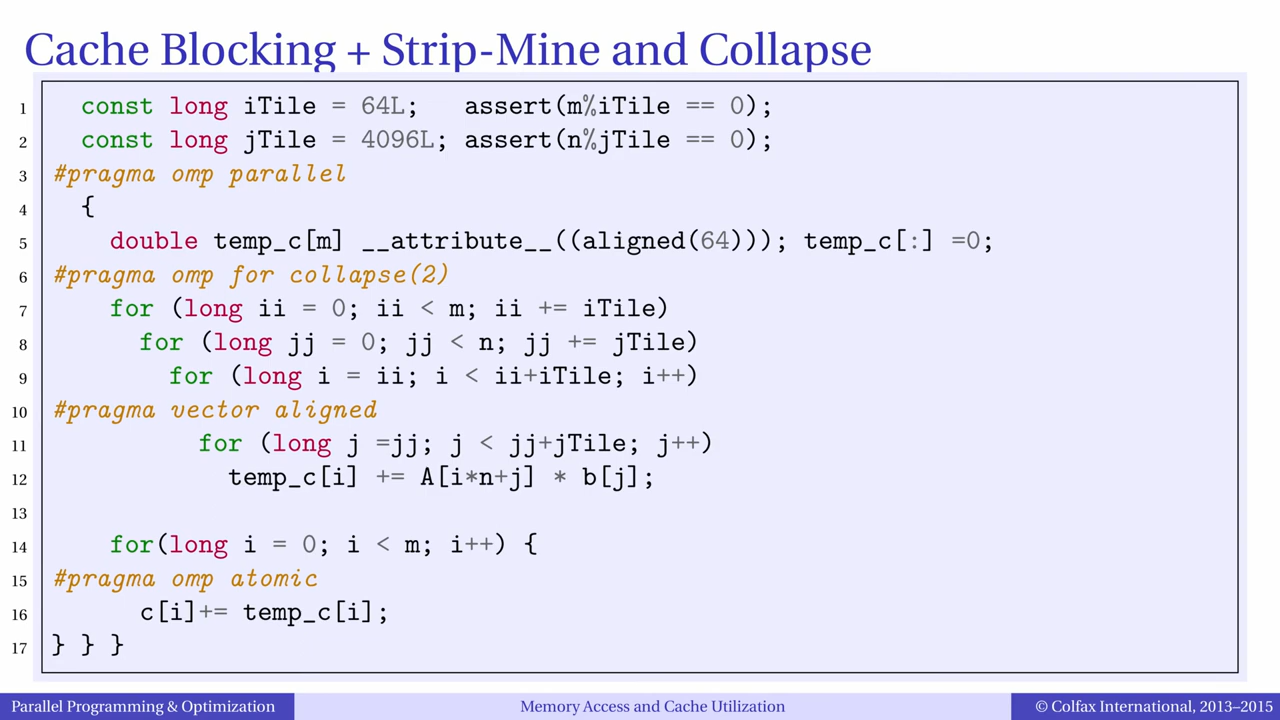 Cache Blocking + Strip-Mine and Collapse
1 const long iTile = 64L; assert(m%iTile == 0);
2 const long jTile = 4096L; assert(n%jTile == 0);
3 #pragma omp parallel
4 {
5 double temp_c[m] __attribute__((aligned(64))); temp_c[:] =0;
6 #pragma omp for collapse(2)
7 for (long ii = 0; ii < m; ii += iTile)
8 for (long jj = 0; jj < n; jj += jTile)
9 for (long i = ii; i < ii+iTile; i++)
10 #pragma vector aligned
11 for (long j =jj; j < jj+jTile; j++)
12 temp_c[i] += A[i*n+j] * b[j];
13
14 for(long i = 0; i < m; i++) {
15 #pragma omp atomic
16 c[i]+= temp_c[i];
17 } } }
Parallel Programming & Optimization
Memory Access and Cache Utilization
© Colfax International, 2013–2015